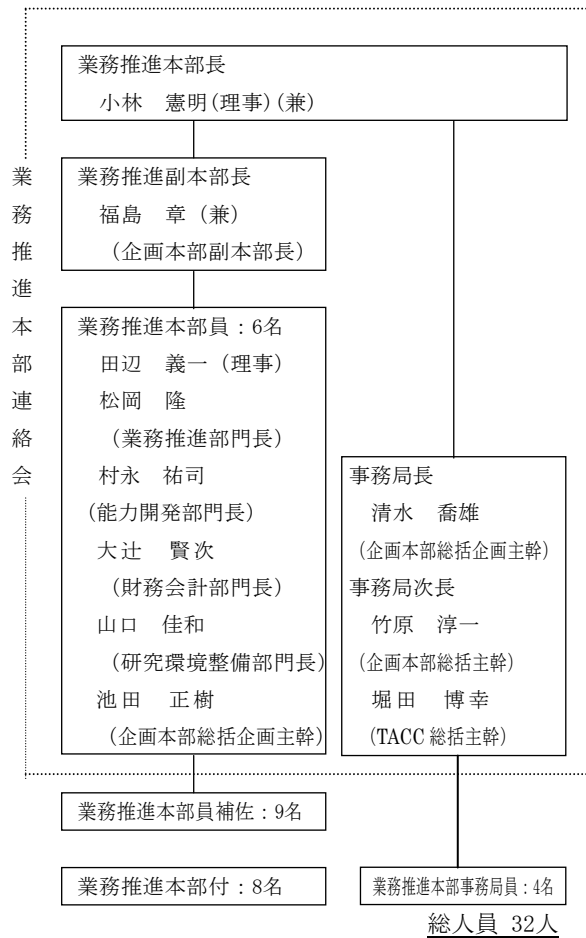 業務推進本部長
小林 憲明(理事)(兼)
業務推進本部連絡会
業務推進副本部長
福島 章(兼)
(企画本部副本部長)
業務推進本部員:6名
田辺 義一(理事)
松岡 隆
(業務推進部門長)
村永 祐司
(能力開発部門長)
大辻 賢次
(財務会計部門長)
山口 佳和
(研究環境整備部門長)
池田 正樹
(企画本部総括企画主幹)
事務局長
清水 喬雄
(企画本部総括企画主幹)
事務局次長
竹原 淳一
(企画本部総括主幹)
堀田 博幸
(TACC 総括主幹)
業務推進本部員補佐:9名
業務推進本部付:8名
業務推進本部事務局員:4名
総人員 32人